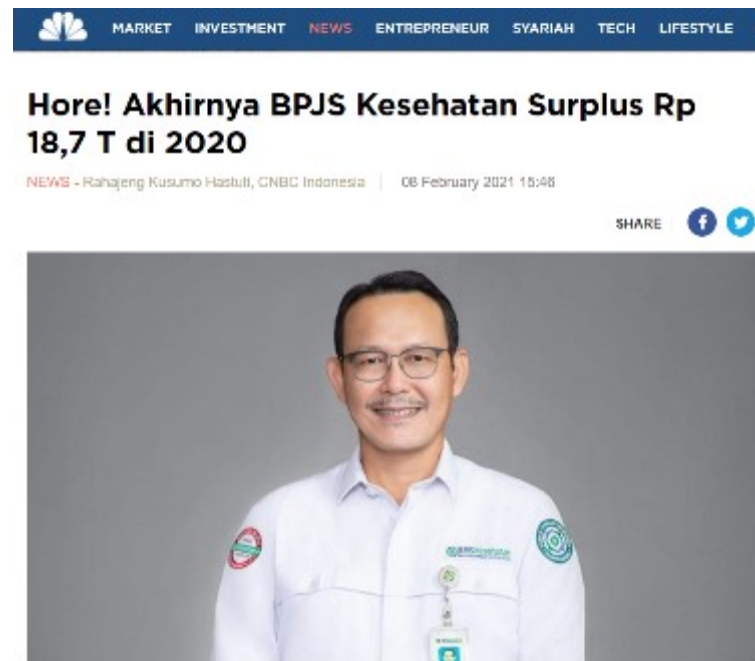 MARKET INVESTMENT NEWS ENTREPRENEUR SYARIAH TECH LIFESTYLE
Hore! Akhirnya BPJS Kesehatan Surplus Rp
18,7 T di 2020
NEWS - Rahajeng Kusumo Hastuti, CNBC Indonesia | 08 February 2021 15:46
SHARE